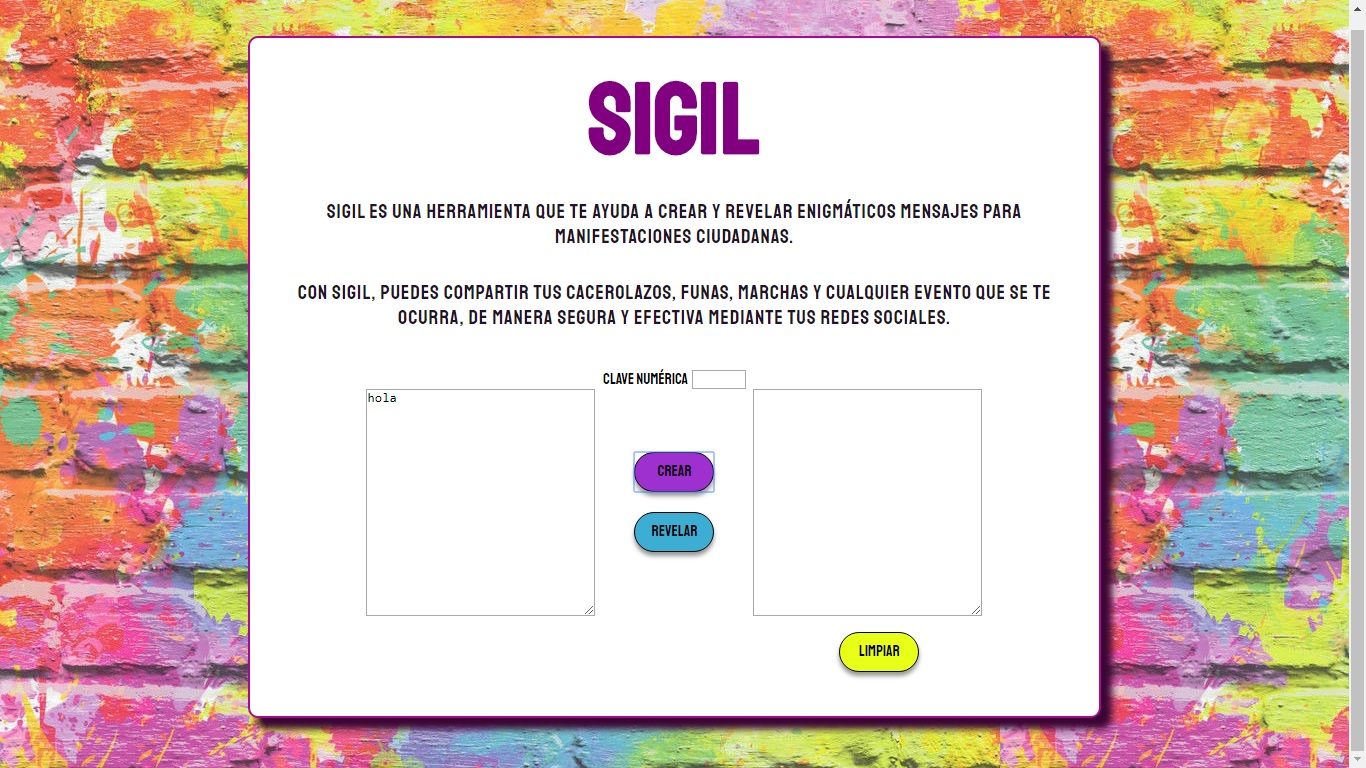 SIGIL
SIGIL ES UNA HERRAMIENTA QUE TE AYUDA A CREAR Y REVELAR ENIGMÁTICOS MENSAJES PARA
MANIFESTACIONES CIUDADANAS.
CON SIGIL, PUEDES COMPARTIR TUS CACEROLAZOS, FUNAS, MARCHAS Y CUALQUIER EVENTO QUE SE TE
OCURRA, DE MANERA SEGURA Y EFECTIVA MEDIANTE TUS REDES SOCIALES.
CLAVE NUMÉRICA
hola
CREAR
REVELAR
LIMPIAR